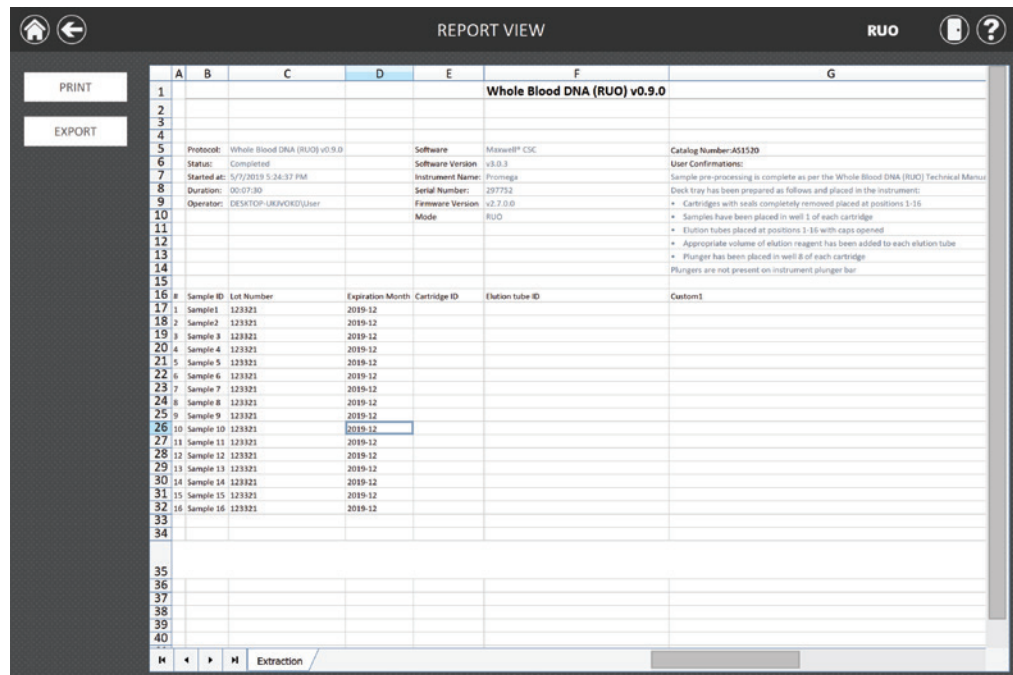 REPORT VIEW
RUO
?
PRINT
EXPORT
A B C D E F G
1 Whole Blood DNA (RUO) v0.9.0
2
3
4
5 Protocol: Whole Blood DNA (RUO) v0.9.0 Software Maxwell® CSC Catalog Number:AS1520
6 Status: Completed Software Version v3.0.3 User Confirmations:
7 Started at: 5/7/2019 5:24:37 PM Instrument Name: Promega Sample pre-processing is complete as per the Whole Blood DNA (RUO) Technical Manua
8 Duration: 00:07:30 Serial Number: 297752 Deck tray has been prepared as follows and placed in the instrument:
9 Operator: Firmware Version v2.7.0.0 • Cartridges with seals completely removed placed at positions 1-16
10 Mode RUO • Samples have been placed in well 1 of each cartridge
11 • Elution tubes placed at positions 1-16 with caps opened
12 • Appropriate volume of elution reagent has been added to each elution tube
13 • Plunger has been placed in well 8 of each cartridge
14 Plungers are not present on instrument plunger bar
15
16 # Sample ID Lot Number Expiration Month Cartridge ID Elution tube ID Custom1
17 1 Sample1 123321 2019-12
18 2 Sample2 123321 2019-12
19 3 Sample 3 123321 2019-12
20 4 Sample 4 123321 2019-12
21 5 Sample 5 123321 2019-12
22 6 Sample 6 123321 2019-12
23 7 Sample 7 123321 2019-12
24 8 Sample 8 123321 2019-12
25 9 Sample 9 123321 2019-12
26 10 Sample 10 123321 2019-12
27 11 Sample 11 123321 2019-12
28 12 Sample 12 123321 2019-12
29 13 Sample 13 123321 2019-12
30 14 Sample 14 123321 2019-12
31 15 Sample 15 123321 2019-12
32 16 Sample 16 123321 2019-12
33
34
35
36
37
38
39
40
Extraction